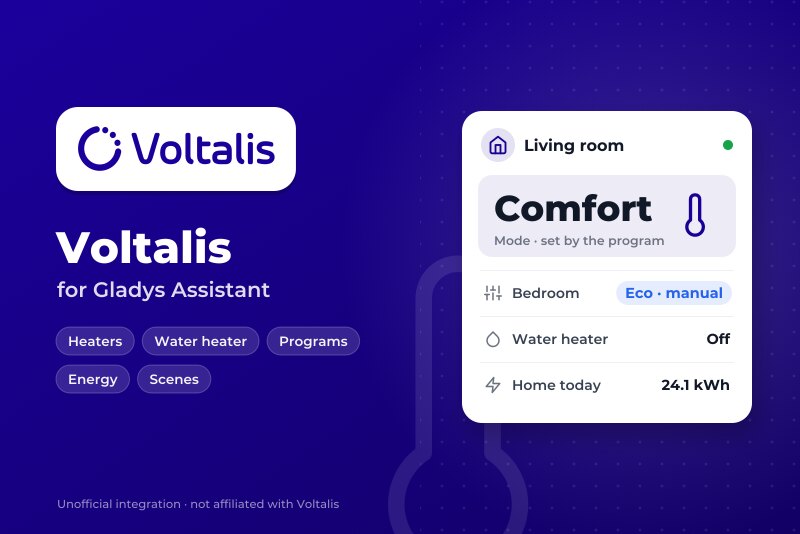 Voltalis
Voltalis
for Gladys Assistant
Heaters
Water heater
Programs
Energy
Scenes
Unofficial integration · not affiliated with Voltalis
Living room
Comfort
Mode · set by the program
Bedroom
Eco · manual
Water heater
Off
Home today
24.1 kWh